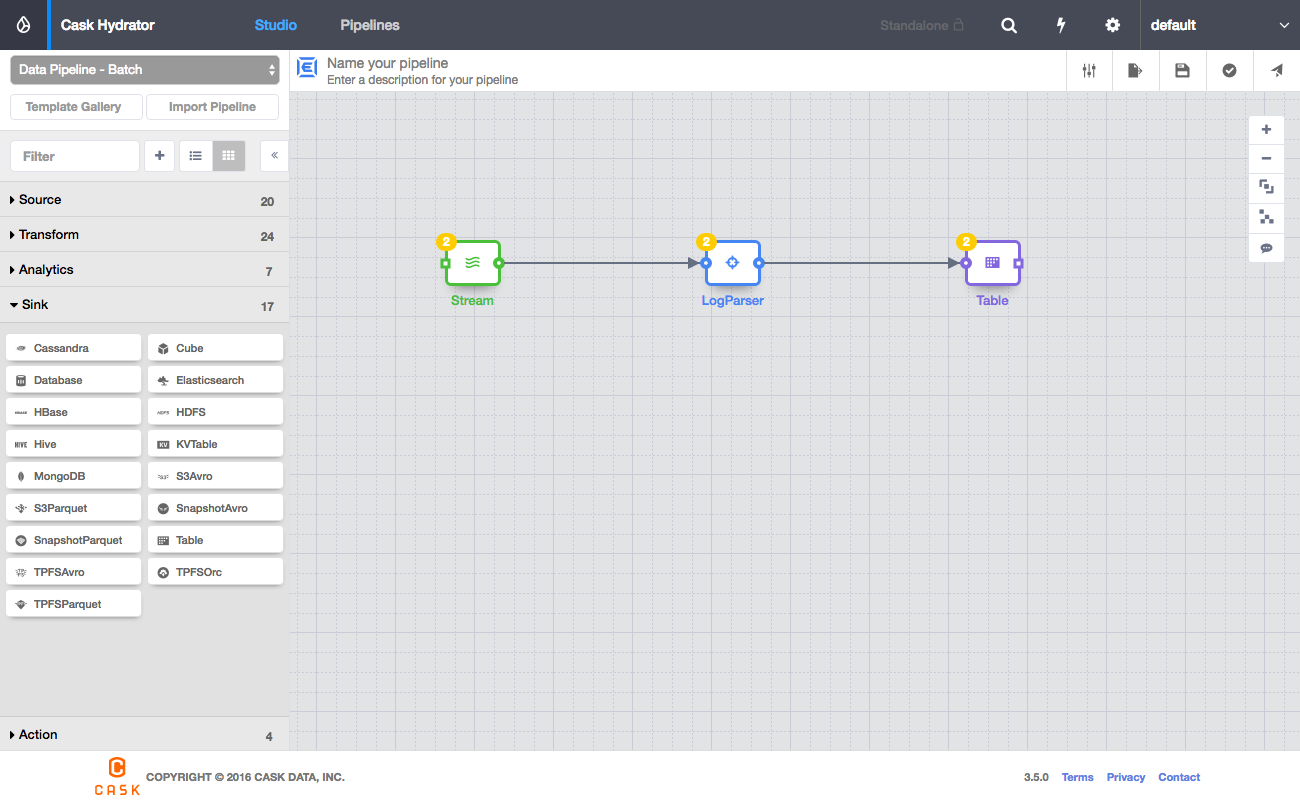 Cask Hydrator Studio Pipelines Standalone default
Data Pipeline - Batch
Name your pipeline
Enter a description for your pipeline
Template Gallery Import Pipeline
Filter
Source 20
Transform 24
Analytics 7
Sink 17
Cassandra Cube
Database Elasticsearch
HBase HDFS
Hive KVTable
MongoDB S3Avro
S3Parquet SnapshotAvro
SnapshotParquet Table
TPFSAvro TPFSOrc
TPFSParquet
2 2 2
Stream LogParser Table
Action 4
CASK
COPYRIGHT © 2016 CASK DATA, INC. 3.5.0 Terms Privacy Contact